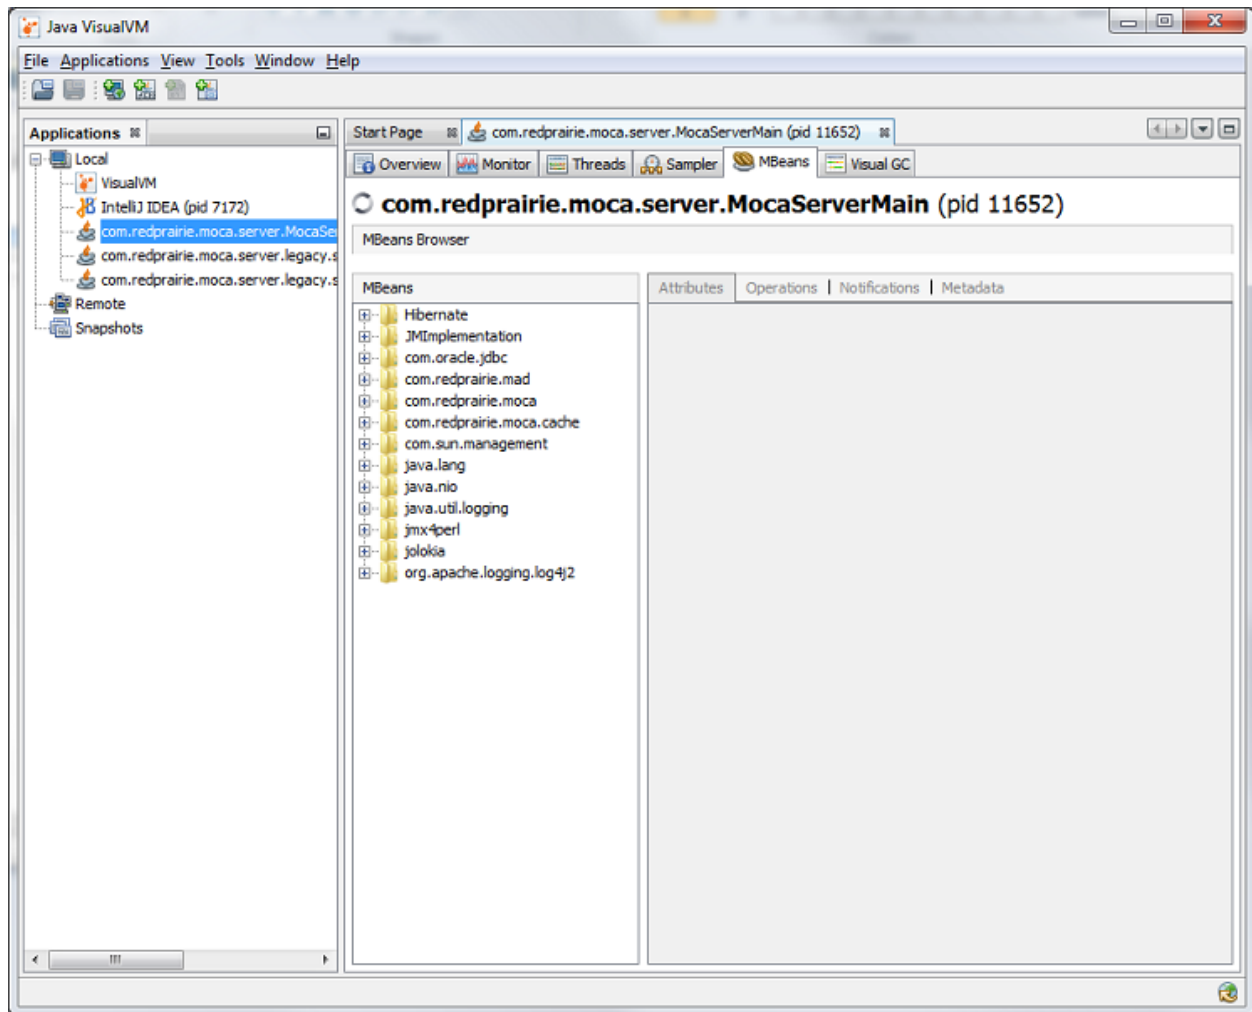 Java VisualVM
File Applications View Tools Window Help
Applications
Start Page com.redprairie.moca.server.MocaServerMain (pid 11652)
Local
VisualVM
IntelliJ IDEA (pid 7172)
com.redprairie.moca.server.MocaSer
com.redprairie.moca.server.legacy.s
com.redprairie.moca.server.legacy.s
Remote
Snapshots
Overview Monitor Threads Sampler MBeans Visual GC
com.redprairie.moca.server.MocaServerMain (pid 11652)
MBeans Browser
MBeans
Attributes Operations Notifications Metadata
Hibernate
JMImplementation
com.oracle.jdbc
com.redprairie.mad
com.redprairie.moca
com.redprairie.moca.cache
com.sun.management
java.lang
java.nio
java.util.logging
jmx4perl
jolokia
org.apache.logging.log4j2